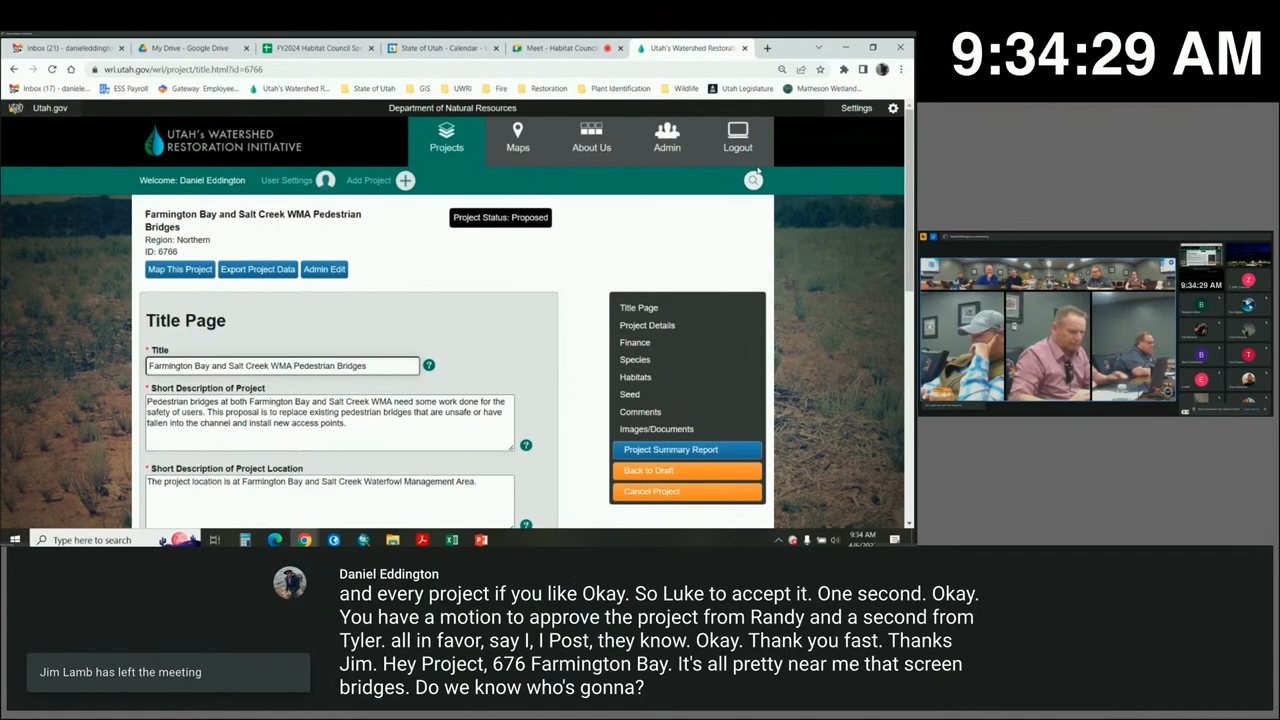 9:34:29 AM
Inbox (21) - danieleddingto
My Drive - Google Drive
FY2024 Habitat Council Sp
State of Utah - Calendar - W
Meet - Habitat Counc
Utah's Watershed Restorati
wri.utah.gov/wri/project/title.html?id=6766
Inbox (17) - daniele...
ESS Payroll
Gateway Employee...
Utah's Watershed R...
State of Utah
GIS
UWRI
Fire
Restoration
Plant Identification
Wildlife
Utah Legislature
Matheson Wetland...
Utah.gov
Department of Natural Resources
Settings
UTAH'S WATERSHED
RESTORATION INITIATIVE
Projects
Maps
About Us
Admin
Logout
Welcome: Daniel Eddington
User Settings
Add Project
Farmington Bay and Salt Creek WMA Pedestrian
Bridges
Region: Northern
ID: 6766
Project Status: Proposed
Map This Project
Export Project Data
Admin Edit
Title Page
* Title
Farmington Bay and Salt Creek WMA Pedestrian Bridges
* Short Description of Project
Pedestrian bridges at both Farmington Bay and Salt Creek WMA need some work done for the
safety of users. This proposal is to replace existing pedestrian bridges that are unsafe or have
fallen into the channel and install new access points.
* Short Description of Project Location
The project location is at Farmington Bay and Salt Creek Waterfowl Management Area.
Title Page
Project Details
Finance
Species
Habitats
Seed
Comments
Images/Documents
Project Summary Report
Back to Draft
Cancel Project
Type here to search
9:34 AM
9:34:29 AM
Daniel Eddington
and every project if you like Okay. So Luke to accept it. One second. Okay.
You have a motion to approve the project from Randy and a second from
Tyler. all in favor, say I, I Post, they know. Okay. Thank you fast. Thanks
Jim. Hey Project, 676 Farmington Bay. It's all pretty near me that screen
bridges. Do we know who's gonna?
Jim Lamb has left the meeting